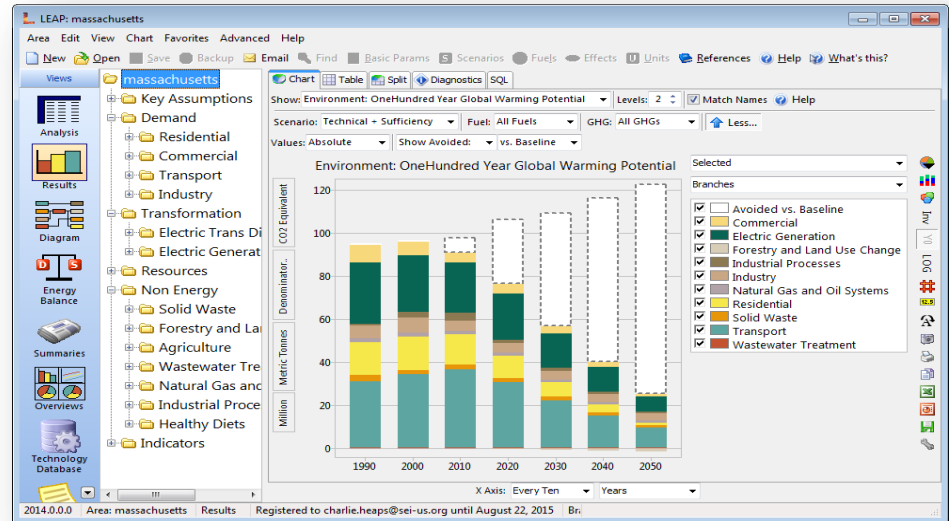 LEAP: massachusetts
Area Edit View Chart Favorites Advanced Help
New Open Save Backup Email Find Basic Params Scenarios Fuels Effects Units References Help What's this?
Views
Analysis
Results
Diagram
Energy
Balance
Summaries
Overviews
Technology
Database
massachusetts
Key Assumptions
Demand
Residential
Commercial
Transport
Industry
Transformation
Electric Trans Di
Electric Generat
Resources
Non Energy
Solid Waste
Forestry and La
Agriculture
Wastewater Tre
Natural Gas and
Industrial Proce
Healthy Diets
Indicators
Chart Table Split Diagnostics SQL
Show: Environment: OneHundred Year Global Warming Potential Levels: 2 Match Names Help
Scenario: Technical + Sufficiency Fuel: All Fuels GHG: All GHGs Less...
Values: Absolute Show Avoided: vs. Baseline
Environment: OneHundred Year Global Warming Potential
CO2 Equivalent
Denominator..
Metric Tonnes
Million
120
100
80
60
40
20
0
1990 2000 2010 2020 2030 2040 2050
X Axis: Every Ten Years
Selected
Branches
Avoided vs. Baseline
Commercial
Electric Generation
Forestry and Land Use Change
Industrial Processes
Industry
Natural Gas and Oil Systems
Residential
Solid Waste
Transport
Wastewater Treatment
Inv
Y0
LOG
12.5
2014.0.0.0 Area: massachusetts Results Registered to charlie.heaps@sei-us.org until August 22, 2015